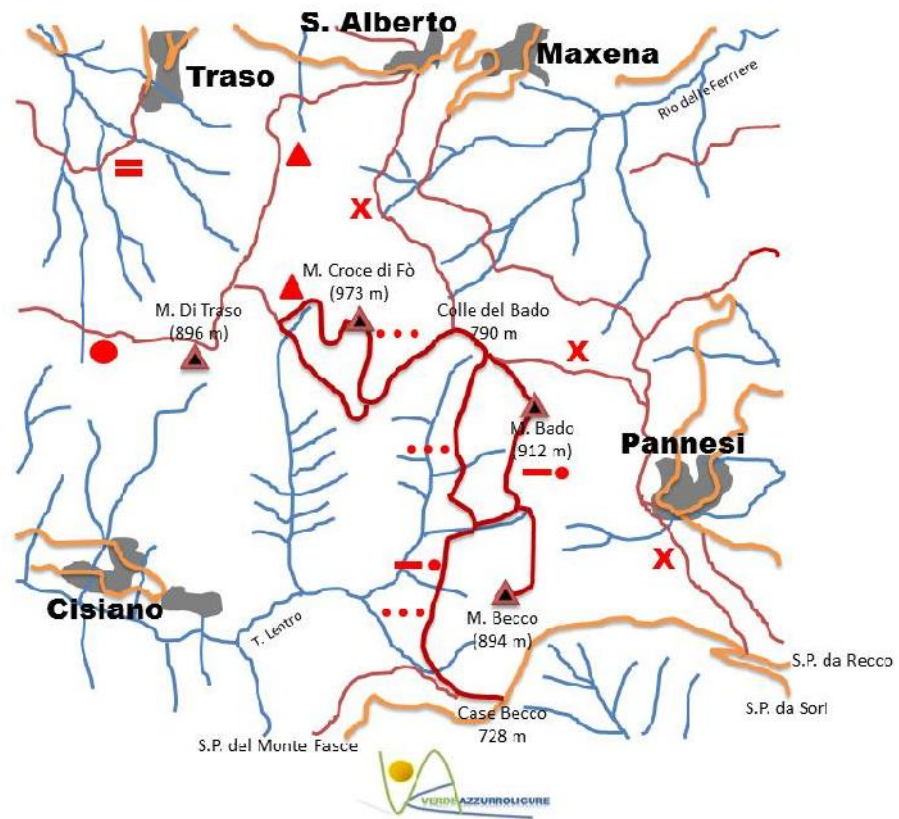 S. Alberto
Maxena
Traso
Rio delle Ferriere
X
M. Croce di Fò
(973 m)
M. Di Traso
(896 m)
Colle del Bado
790 m
X
M. Bado
(912 m)
Pannesi
X
Cisiano
T. Lentro
M. Becco
(894 m)
S.P. da Recco
S.P. da Sori
Case Becco
728 m
S.P. del Monte Fasce
VERDEAZZURROLIGURE